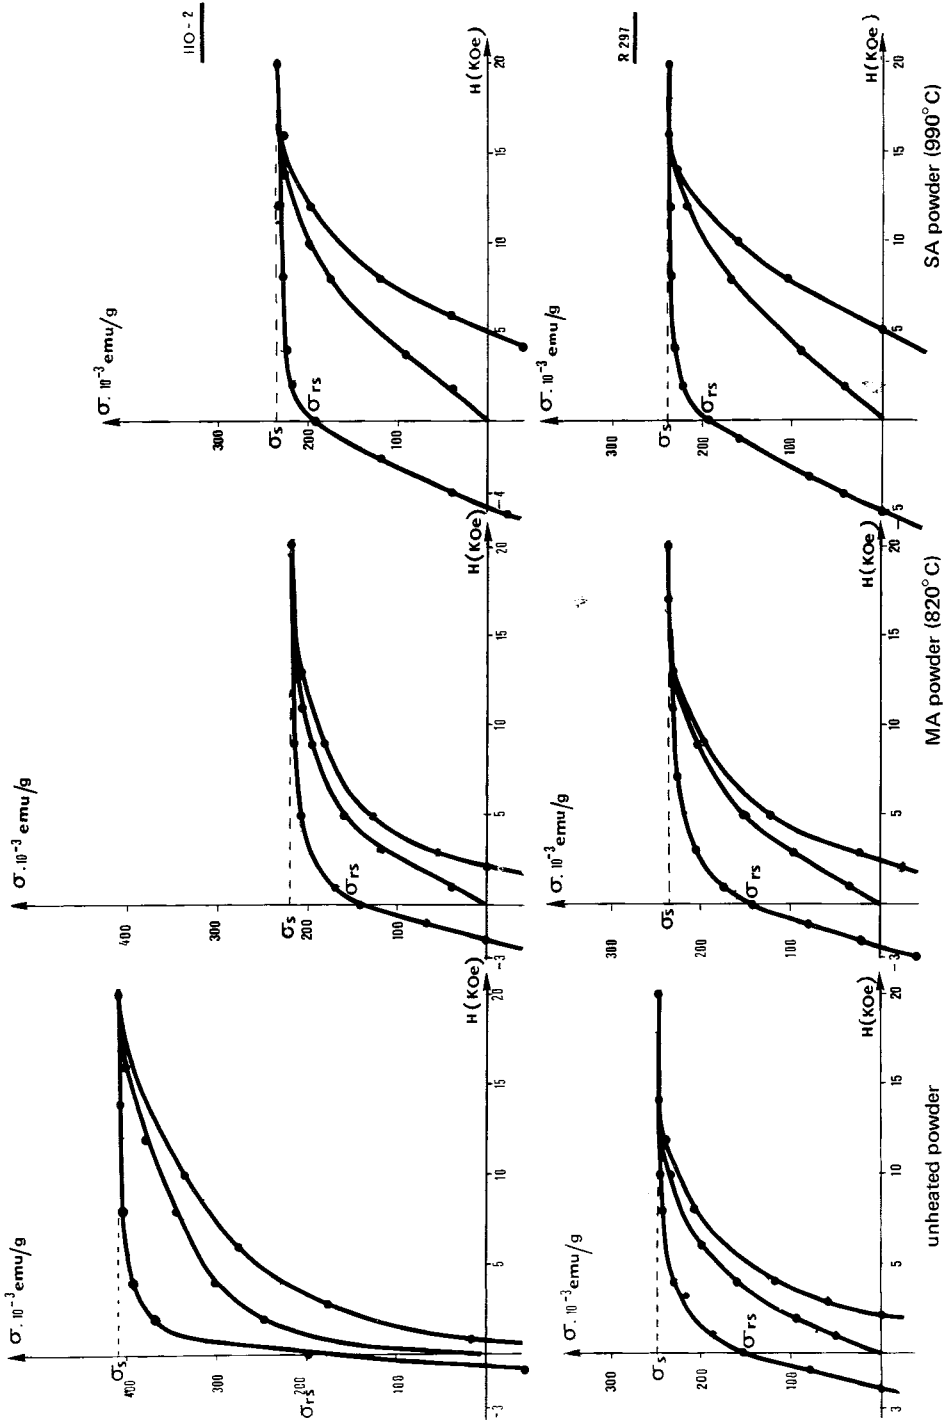 110-2
σ. 10⁻³ emu/g
σs
400
300
200
σrs
100
-3
5
10
15
20
H(KOe)
σ. 10⁻³ emu/g
400
300
σs
200
σrs
100
-3
5
10
15
20
H(KOe)
σ. 10⁻³ emu/g
300
σs
200
σrs
100
-4
5
10
15
20
H(KOe)
R 297
σ. 10⁻³ emu/g
300
σs
200
σrs
100
3
5
10
15
20
H(KOe)
σ. 10⁻³ emu/g
300
σs
200
σrs
100
-3
5
10
15
20
H(KOe)
σ. 10⁻³ emu/g
300
σs
200
σrs
100
-5
5
10
15
20
H(KOe)
unheated powder
MA powder (820°C)
SA powder (990°C)